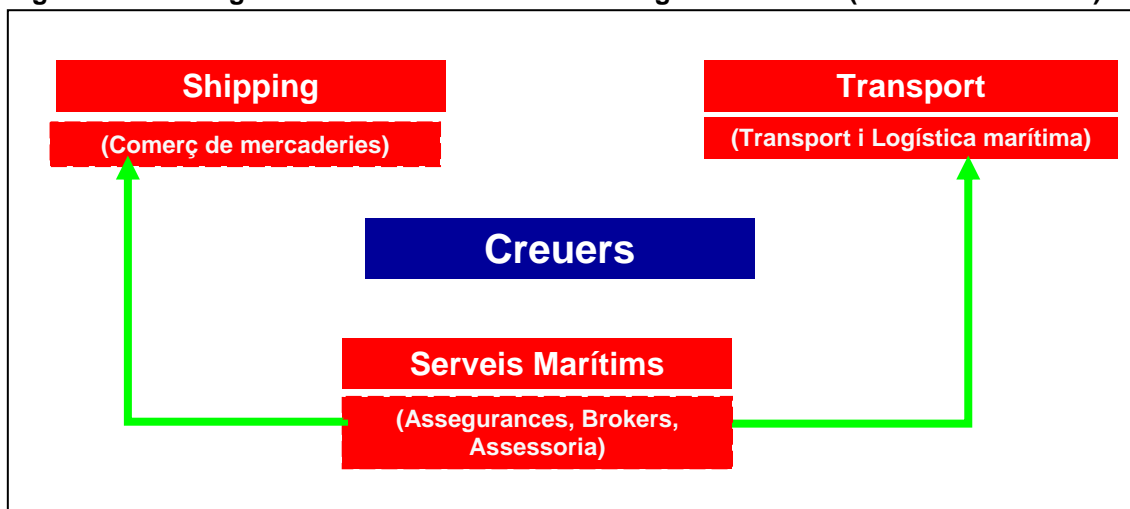 Shipping
(Comerç de mercaderies)
Transport
(Transport i Logística marítima)
Creuers
Serveis Marítims
(Assegurances, Brokers,
Assessoria)